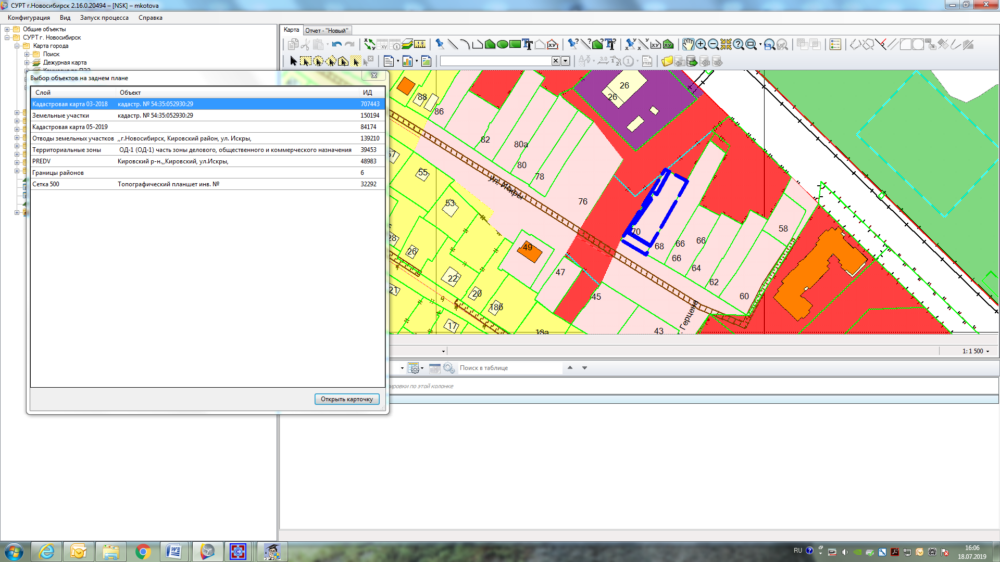 СУРТ г.Новосибирск 2.16.0.20494 – [NSK] – mkotova
Конфигурация Вид Запуск процесса Справка
Общие объекты
СУРТ г. Новосибирск
Карта города
Поиск
Дежурная карта
Карта Отчет - "Новый"
Выбор объектов на заднем плане
Слой Объект ИД
Кадастровая карта 03-2018 кадастр. № 54:35:052930:29 707443
Земельные участки кадастр. № 54:35:052930:29 150194
Кадастровая карта 05-2019 84174
Отводы земельных участков ,,г.Новосибирск, Кировский район, ул. Искры, 139210
Территориальные зоны ОД-1 (ОД-1) часть зоны делового, общественного и коммерческого назначения 39453
PREDV Кировский р-н.,,Кировский, ул.Искры, 48983
Границы районов 6
Сетка 500 Топографический планшет инв. № 32292
Открыть карточку
26
26
88
86
82
80а
80
78
76
55
ул. Искры
53
49
47
45
43
28
26
22
20
18б
21
17
18а
70
68
66
66
66
64
62
60
58
г. Герцена
1: 1 500
Поиск в таблице
ировки по этой колонке
RU
16:06
18.07.2019